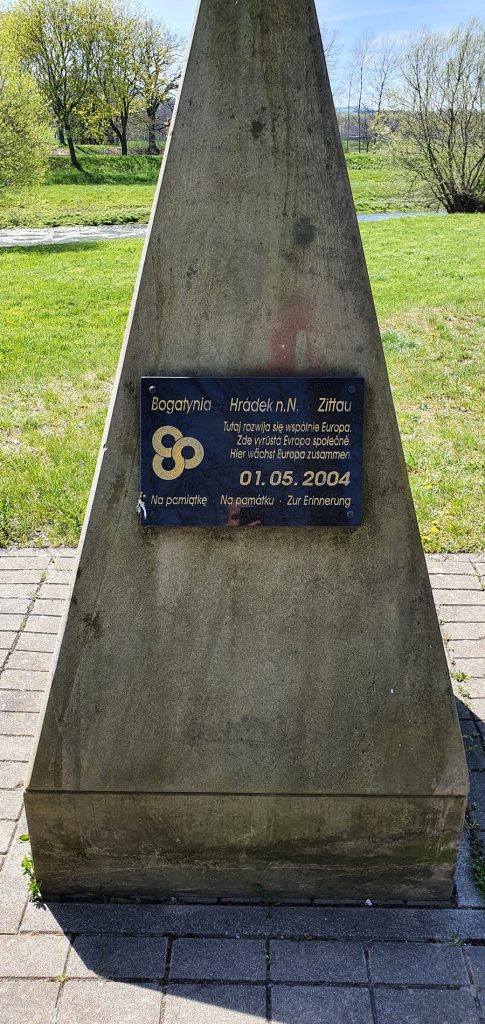 Bogatynia · Hrádek n.N. · Zittau
Tutaj rozwija się wspólnie Europa.
Zde vyrůsta Evropa společně.
Hier wächst Europa zusammen.
01.05.2004
Na pamiątkę · Na památku · Zur Erinnerung